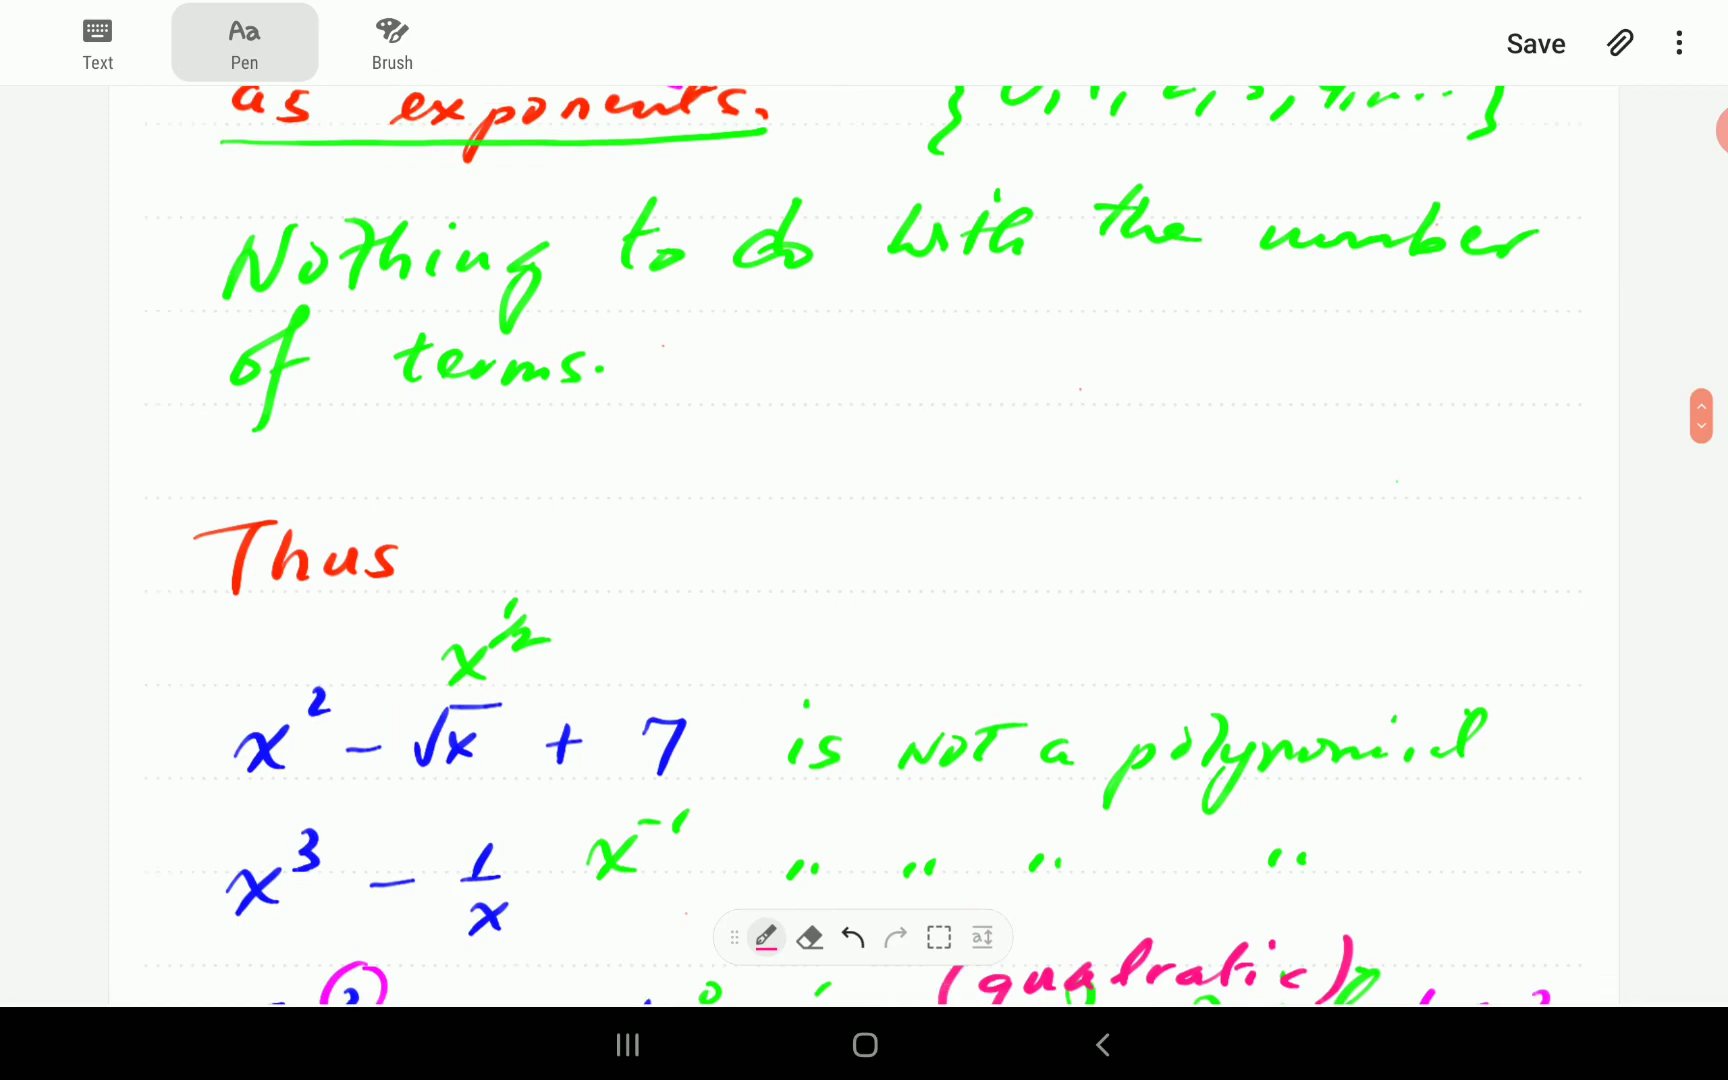 Text
Aa
Pen
Brush
Save
as exponents.
Nothing to do with the number
of terms.
Thus
x^{1/2}
x² - √x + 7 is NOT a polynomial
x³ - 1/x x⁻¹ " " " "
(quadratic)